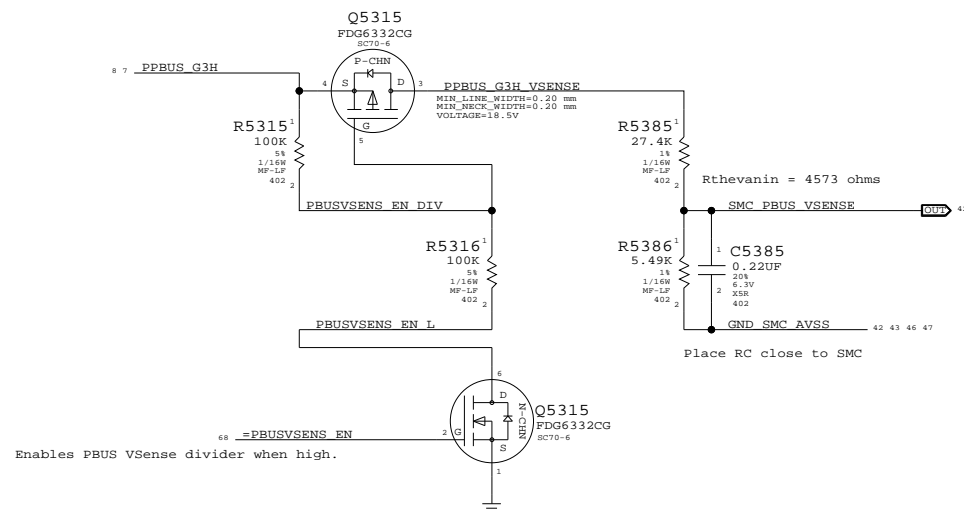 Q5315
FDG6332CG
SC70-6
P-CHN
8 7 PPBUS_G3H
4 S D 3
G
5
PPBUS_G3H_VSENSE
MIN_LINE_WIDTH=0.20 mm
MIN_NECK_WIDTH=0.20 mm
VOLTAGE=18.5V
R5315 1
100K
5%
1/16W
MF-LF
402 2
R5385 1
27.4K
1%
1/16W
MF-LF
402 2
Rthevanin = 4573 ohms
PBUSVSENS_EN_DIV
SMC_PBUS_VSENSE
OUT
R5316 1
100K
5%
1/16W
MF-LF
402 2
R5386 1
5.49K
1%
1/16W
MF-LF
402 2
1 C5385
0.22UF
20%
6.3V
2 X5R
402
PBUSVSENS_EN_L
GND_SMC_AVSS 42 43 46 47
Place RC close to SMC
6
D
N-CHN
Q5315
FDG6332CG
SC70-6
68 =PBUSVSENS_EN 2 G
S
1
Enables PBUS VSense divider when high.